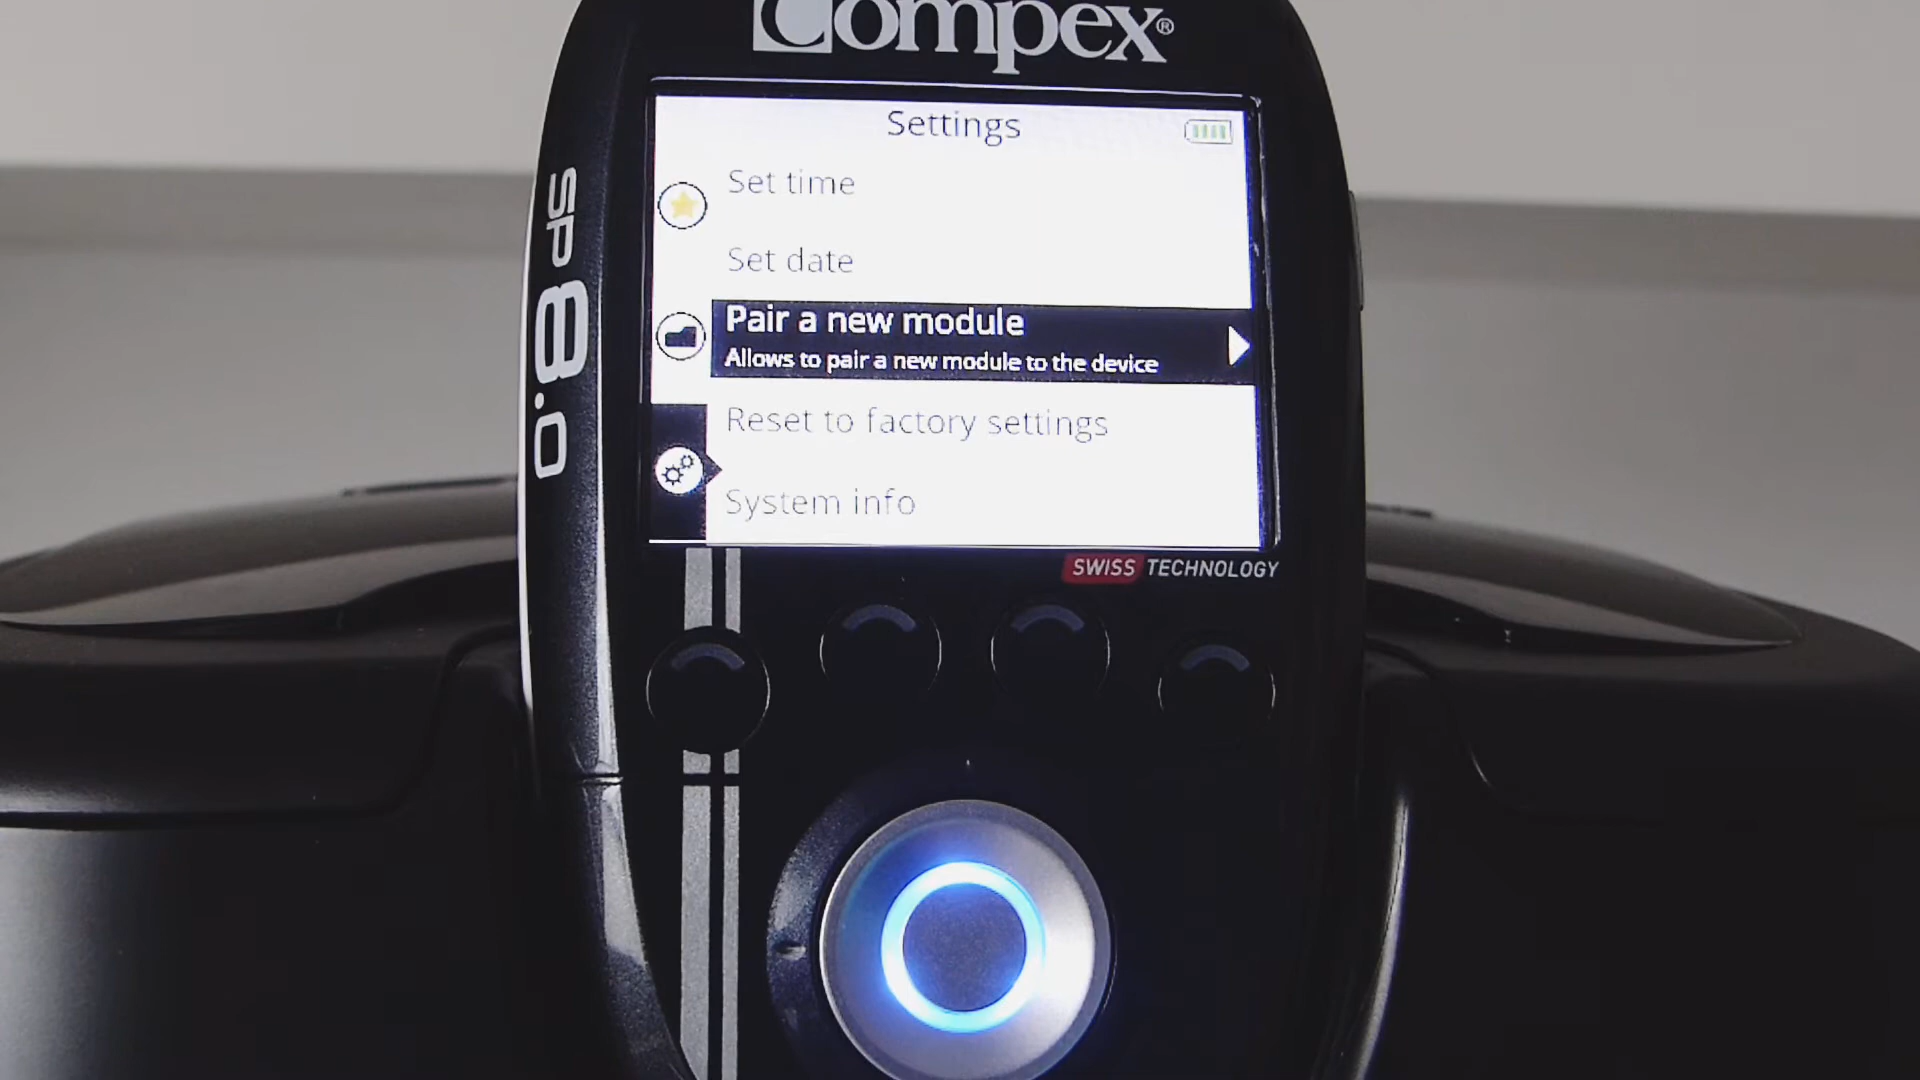 Compex®
Settings
Set time
Set date
Pair a new module
Allows to pair a new module to the device
Reset to factory settings
System info
SWISS TECHNOLOGY
SP 8.0